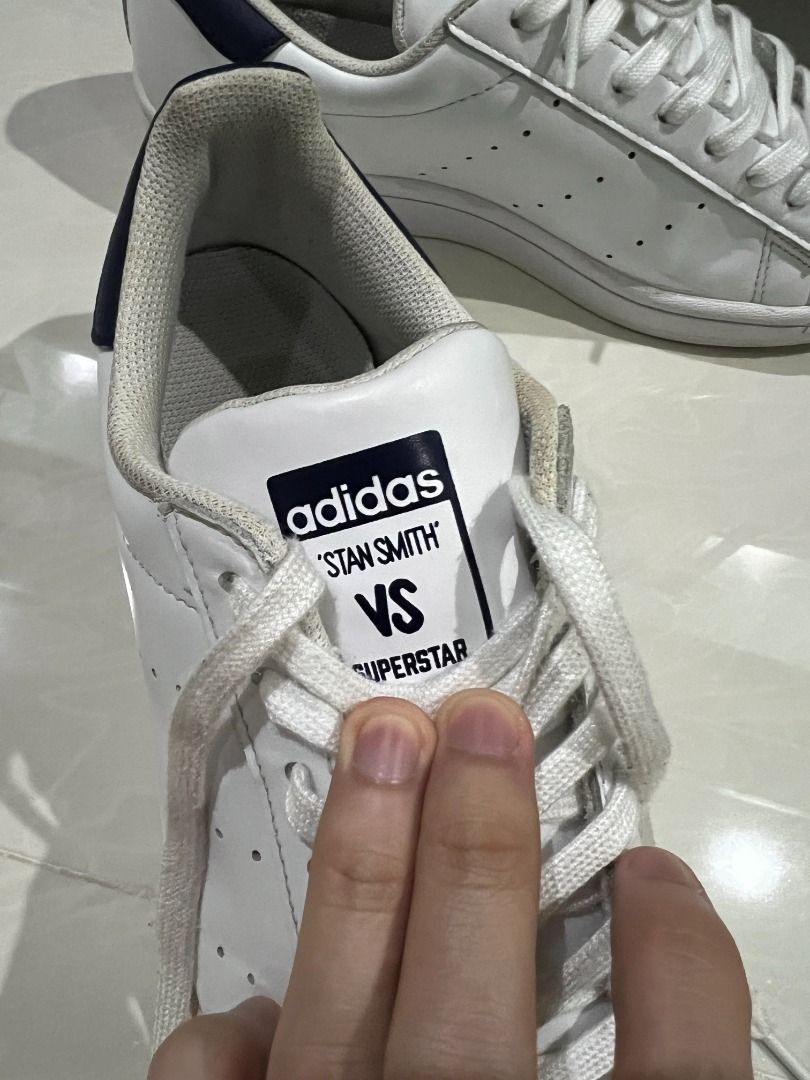 adidas
'STAN SMITH'
VS
SUPERSTAR